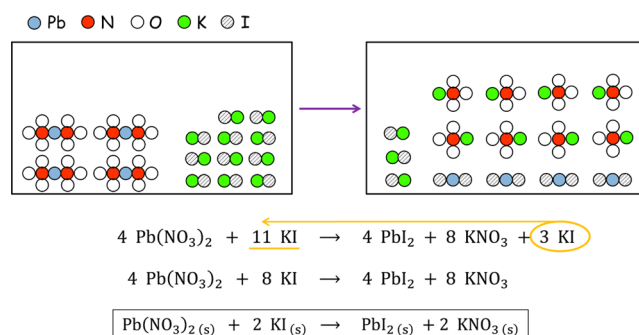 Pb N O K I
4 Pb(NO₃)₂ + 11 KI → 4 PbI₂ + 8 KNO₃ + 3 KI
4 Pb(NO₃)₂ + 8 KI → 4 PbI₂ + 8 KNO₃
Pb(NO₃)₂ (s) + 2 KI (s) → PbI₂ (s) + 2 KNO₃ (s)